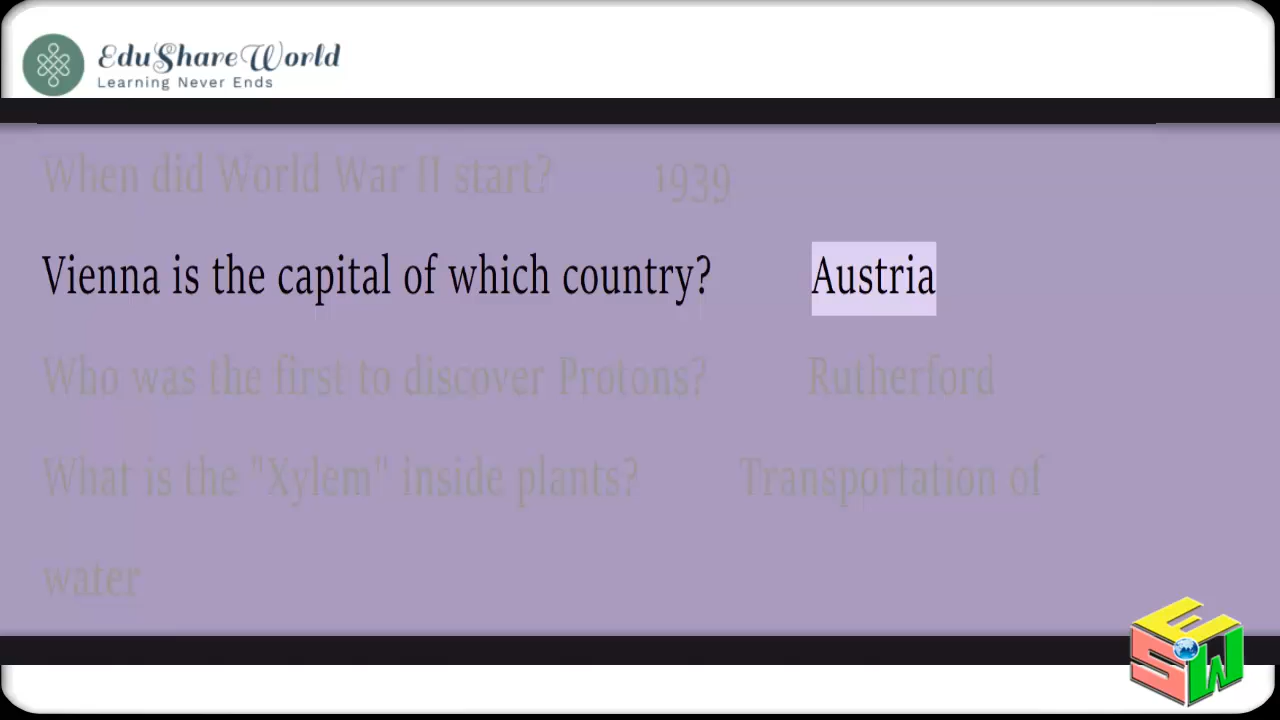 EduShareWorld
Learning Never Ends
When did World War II start? 1939
Vienna is the capital of which country? Austria
Who was the first to discover Protons? Rutherford
What is the "Xylem" inside plants? Transportation of
water
ESW